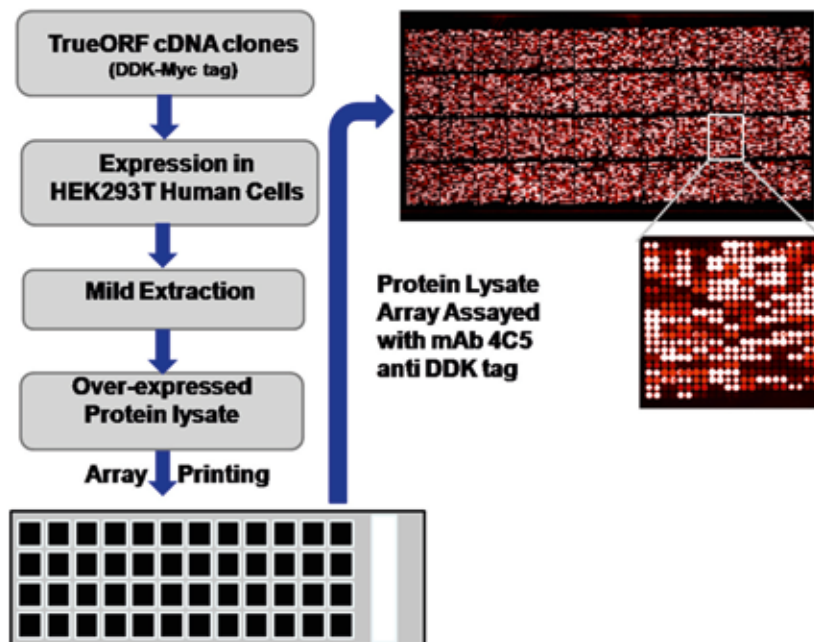 TrueORF cDNA clones
(DDK-Myc tag)
Expression in
HEK293T Human Cells
Mild Extraction
Over-expressed
Protein lysate
Array Printing
Protein Lysate
Array Assayed
with mAb 4C5
anti DDK tag